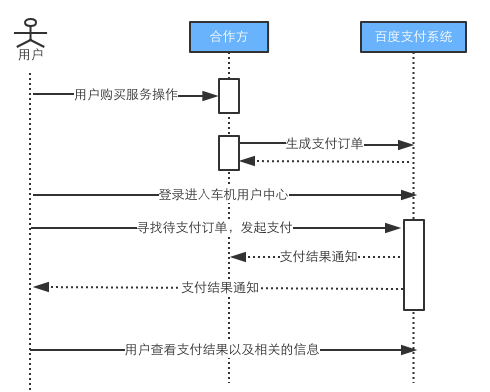 用户
合作方
百度支付系统
用户购买服务操作
生成支付订单
登录进入车机用户中心
寻找待支付订单，发起支付
支付结果通知
支付结果通知
用户查看支付结果以及相关的信息